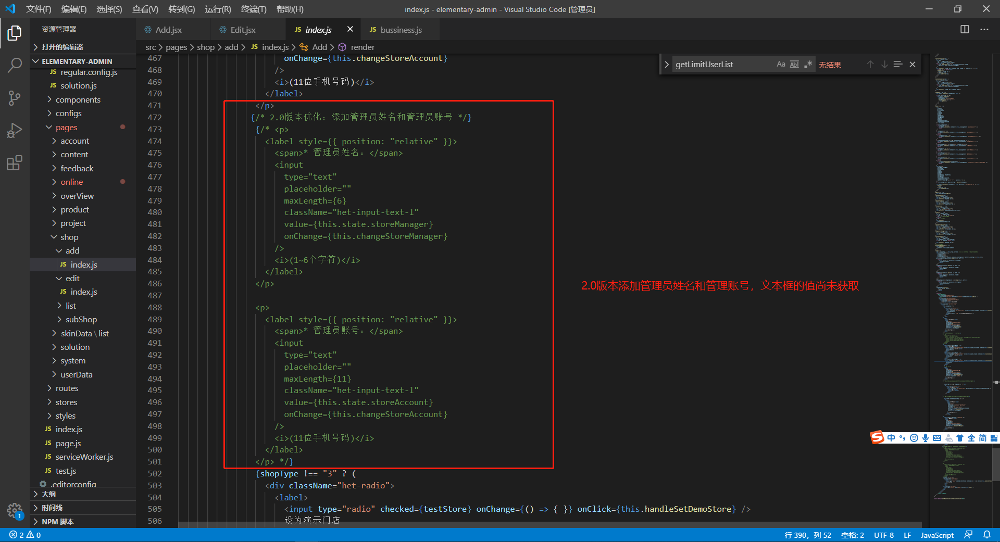 文件(F) 编辑(E) 选择(S) 查看(V) 转到(G) 运行(R) 终端(T) 帮助(H) index.js - elementary-admin - Visual Studio Code [管理员]
资源管理器
打开的编辑器
ELEMENTARY-ADMIN
JS regular.config.js
JS solution.js
components
configs
pages
account
content
feedback
online
overView
product
project
shop
add
JS index.js
edit
JS index.js
list
subShop
skinData \ list
solution
system
userData
routes
stores
styles
JS index.js
JS page.js
JS serviceWorker.js
JS test.js
.editorconfig
大纲
时间线
NPM 脚本
1
Add.jsx Edit.jsx JS index.js JS bussiness.js
src > pages > shop > add > JS index.js > Add > render
getLimitUserList Aa Abl .* 无结果
467 onChange={this.changeStoreAccount}
468 />
469 <i>(11位手机号码)</i>
470 </label>
471 </p>
472 {/* 2.0版本优化：添加管理员姓名和管理员账号 */}
473 {/* <p>
474 <label style={{ position: "relative" }}>
475 <span>* 管理员姓名：</span>
476 <input
477 type="text"
478 placeholder=""
479 maxLength={6}
480 className="het-input-text-l"
481 value={this.state.storeManager}
482 onChange={this.changeStoreManager}
483 />
484 <i>(1~6个字符)</i>
485 </label>
486 </p>
487
488 <p>
489 <label style={{ position: "relative" }}>
490 <span>* 管理员账号：</span>
491 <input
492 type="text"
493 placeholder=""
494 maxLength={11}
495 className="het-input-text-l"
496 value={this.state.storeAccount}
497 onChange={this.changeStoreAccount}
498 />
499 <i>(11位手机号码)</i>
500 </label>
501 </p> */}
502 {shopType !== "3" ? (
503 <div className="het-radio">
504 <label>
505 <input type="radio" checked={testStore} onChange={() => { }} onClick={this.handleSetDemoStore} />
506 设为演示门店
2.0版本添加管理员姓名和管理账号，文本框的值尚未获取
S 中 全 简
2 0 行 390，列 52 空格: 2 UTF-8 LF JavaScript